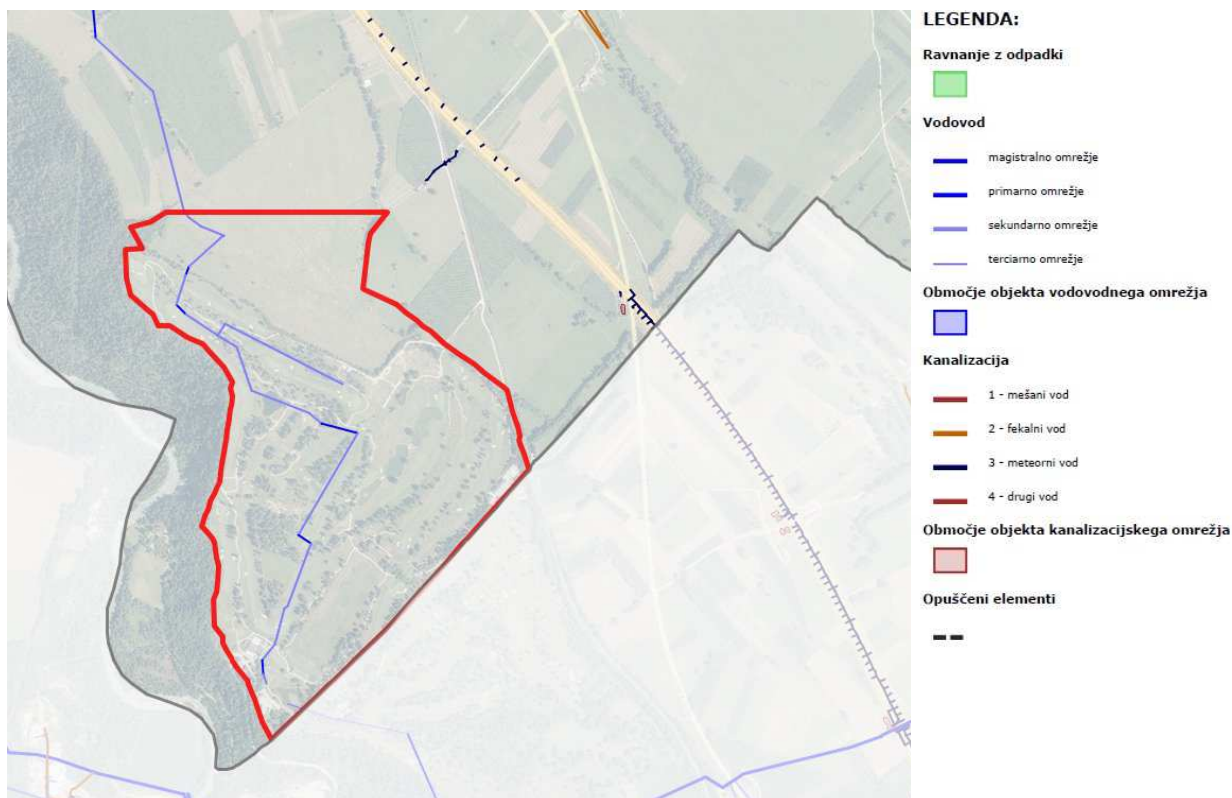 LEGENDA:
Ravnanje z odpadki
Vodovod
magistralno omrežje
primarno omrežje
sekundarno omrežje
terciarno omrežje
Območje objekta vodovodnega omrežja
Kanalizacija
1 - mešani vod
2 - fekalni vod
3 - meteorni vod
4 - drugi vod
Območje objekta kanalizacijskega omrežja
Opuščeni elementi